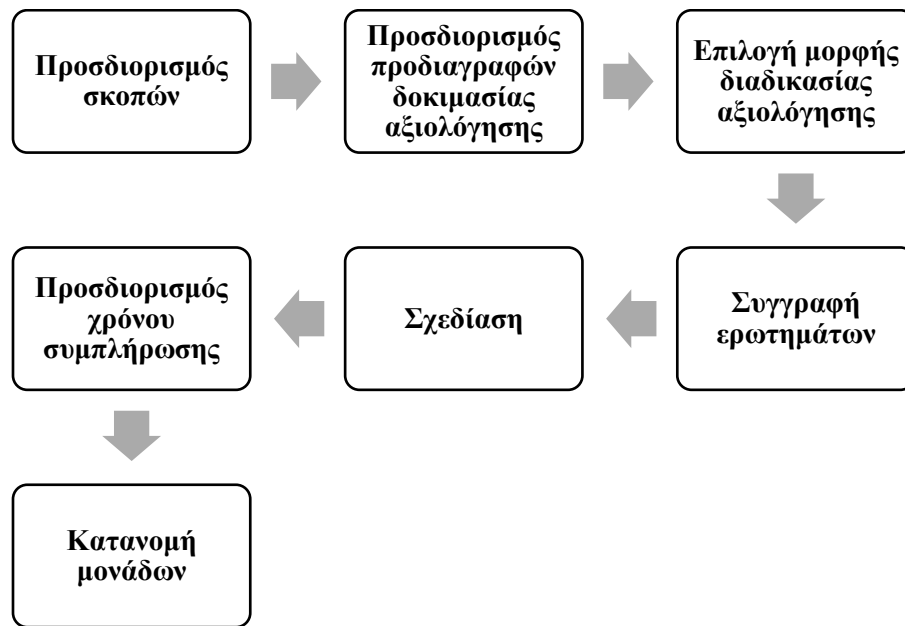 Προσδιορισμός
σκοπών
Προσδιορισμός
προδιαγραφών
δοκιμασίας
αξιολόγησης
Επιλογή μορφής
διαδικασίας
αξιολόγησης
Συγγραφή
ερωτημάτων
Σχεδίαση
Προσδιορισμός
χρόνου
συμπλήρωσης
Κατανομή
μονάδων